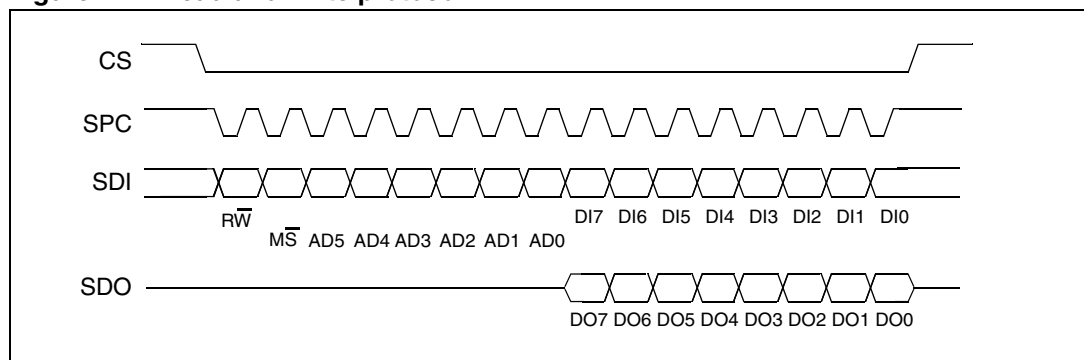 CS
SPC
SDI
RW DI7 DI6 DI5 DI4 DI3 DI2 DI1 DI0
MS AD5 AD4 AD3 AD2 AD1 AD0
SDO
DO7 DO6 DO5 DO4 DO3 DO2 DO1 DO0